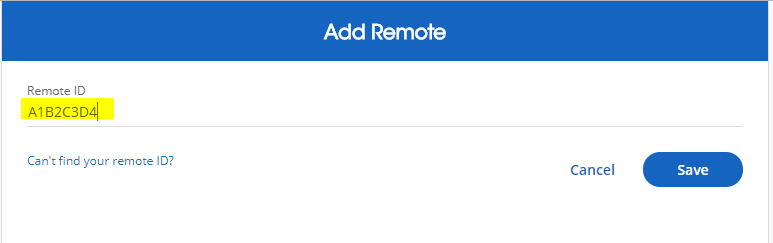 Add Remote
Remote ID
A1B2C3D4
Can't find your remote ID?
Cancel
Save